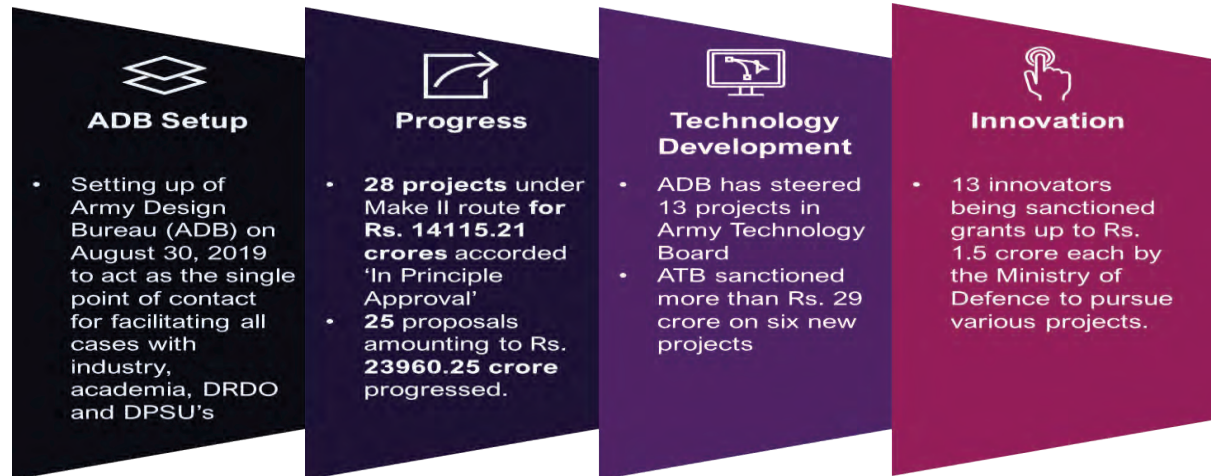 ADB Setup
• Setting up of
Army Design
Bureau (ADB) on
August 30, 2019
to act as the single
point of contact
for facilitating all
cases with
industry,
academia, DRDO
and DPSU's
Progress
• 28 projects under
Make II route for
Rs. 14115.21
crores accorded
‘In Principle
Approval’
• 25 proposals
amounting to Rs.
23960.25 crore
progressed.
Technology
Development
• ADB has steered
13 projects in
Army Technology
Board
• ATB sanctioned
more than Rs. 29
crore on six new
projects
Innovation
• 13 innovators
being sanctioned
grants up to Rs.
1.5 crore each by
the Ministry of
Defence to pursue
various projects.